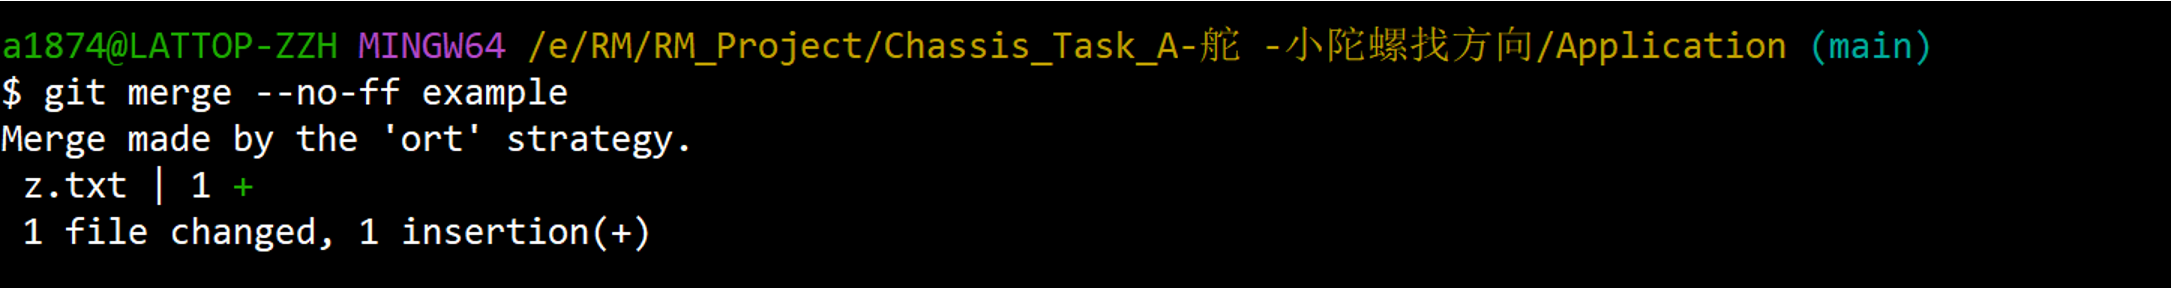 a1874@LATTOP-ZZH MINGW64 /e/RM/RM_Project/Chassis_Task_A-舵 -小陀螺找方向/Application (main)
$ git merge --no-ff example
Merge made by the 'ort' strategy.
 z.txt | 1 +
 1 file changed, 1 insertion(+)